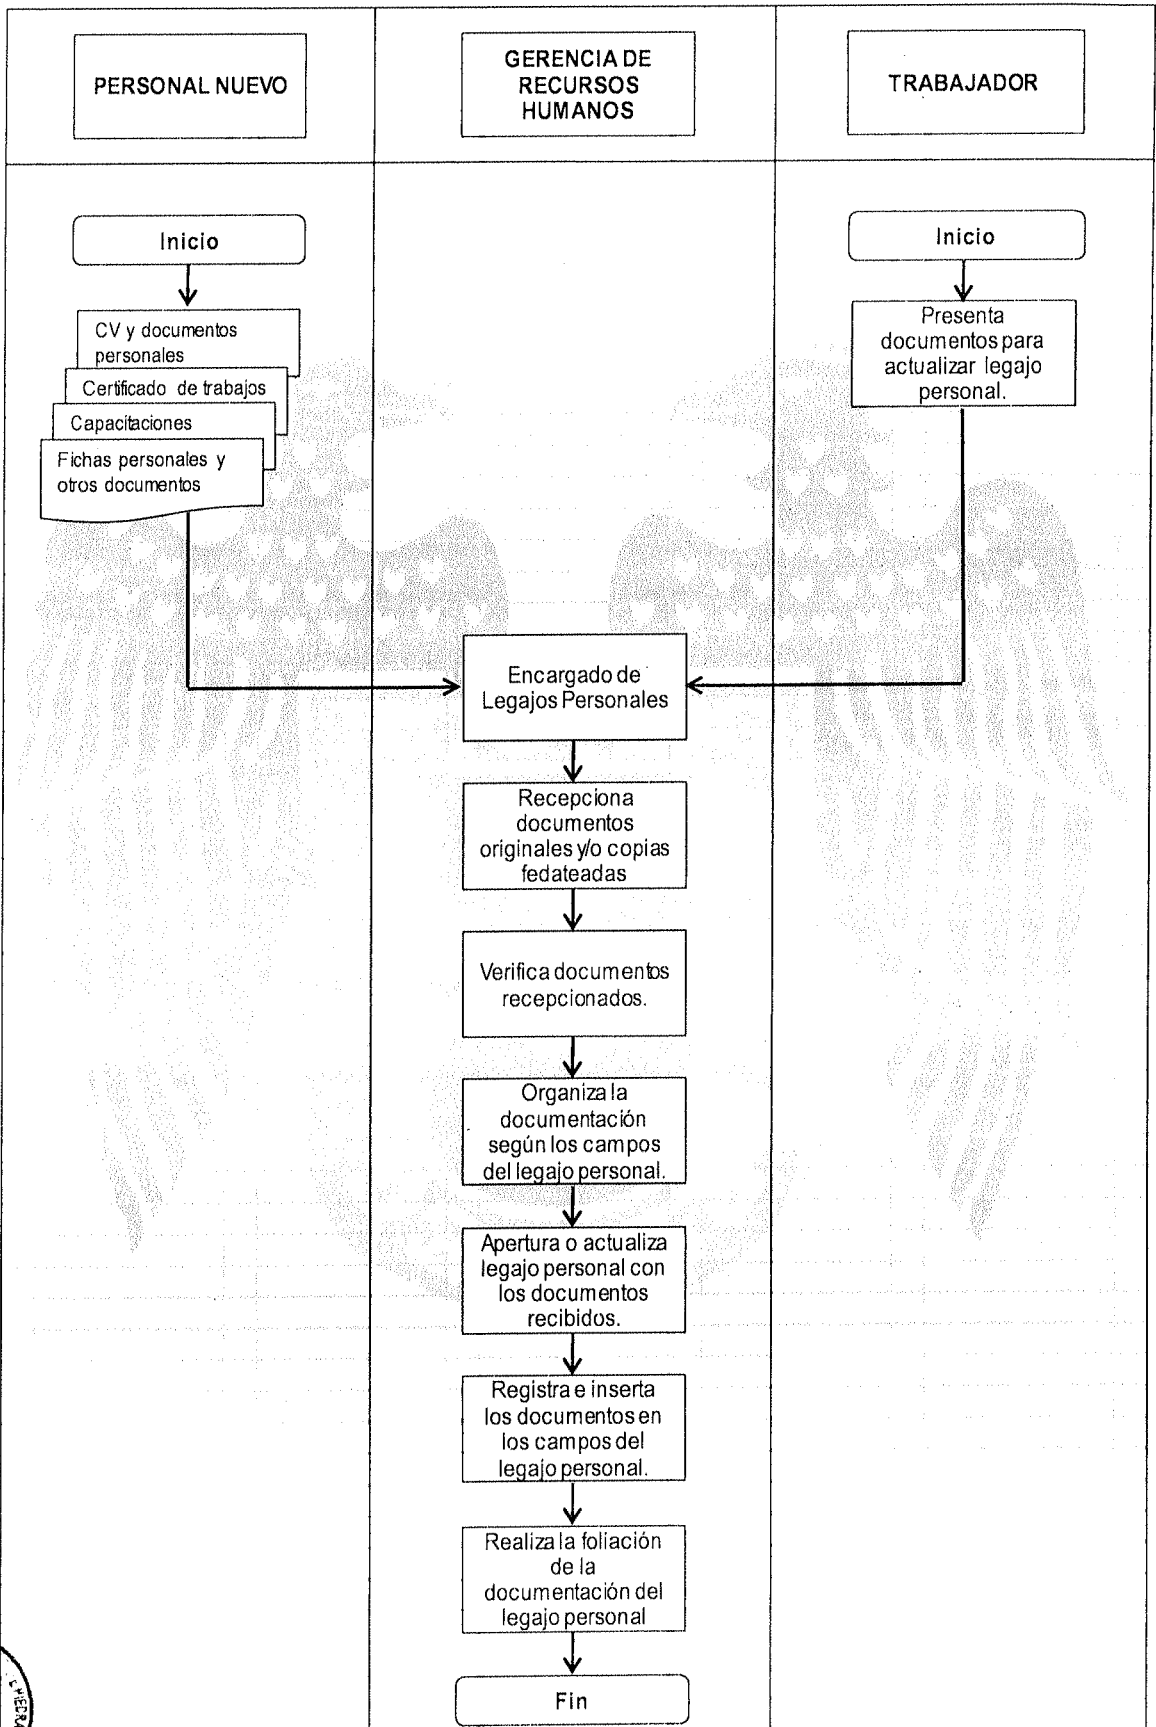 PERSONAL NUEVO
GERENCIA DE
RECURSOS
HUMANOS
TRABAJADOR
Inicio
CV y documentos
personales
Certificado de trabajos
Capacitaciones
Fichas personales y
otros documentos
Inicio
Presenta
documentos para
actualizar legajo
personal.
Encargado de
Legajos Personales
Recepciona
documentos
originales y/o copias
fedateadas
Verifica documentos
recepcionados.
Organiza la
documentación
según los campos
del legajo personal.
Apertura o actualiza
legajo personal con
los documentos
recibidos.
Registra e inserta
los documentos en
los campos del
legajo personal.
Realiza la foliación
de la
documentación del
legajo personal
Fin